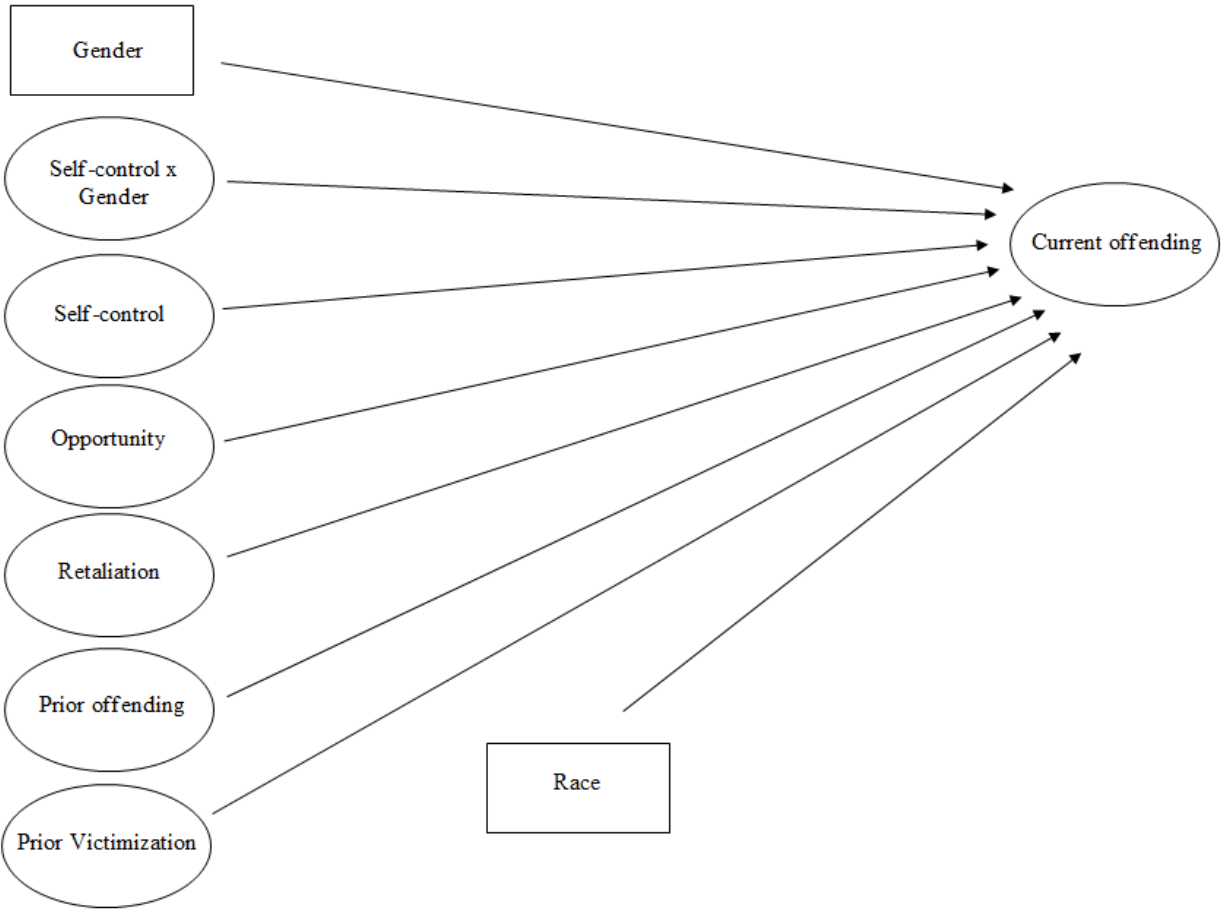 Gender
Self-control x
Gender
Current offending
Self-control
Opportunity
Retaliation
Prior offending
Race
Prior Victimization